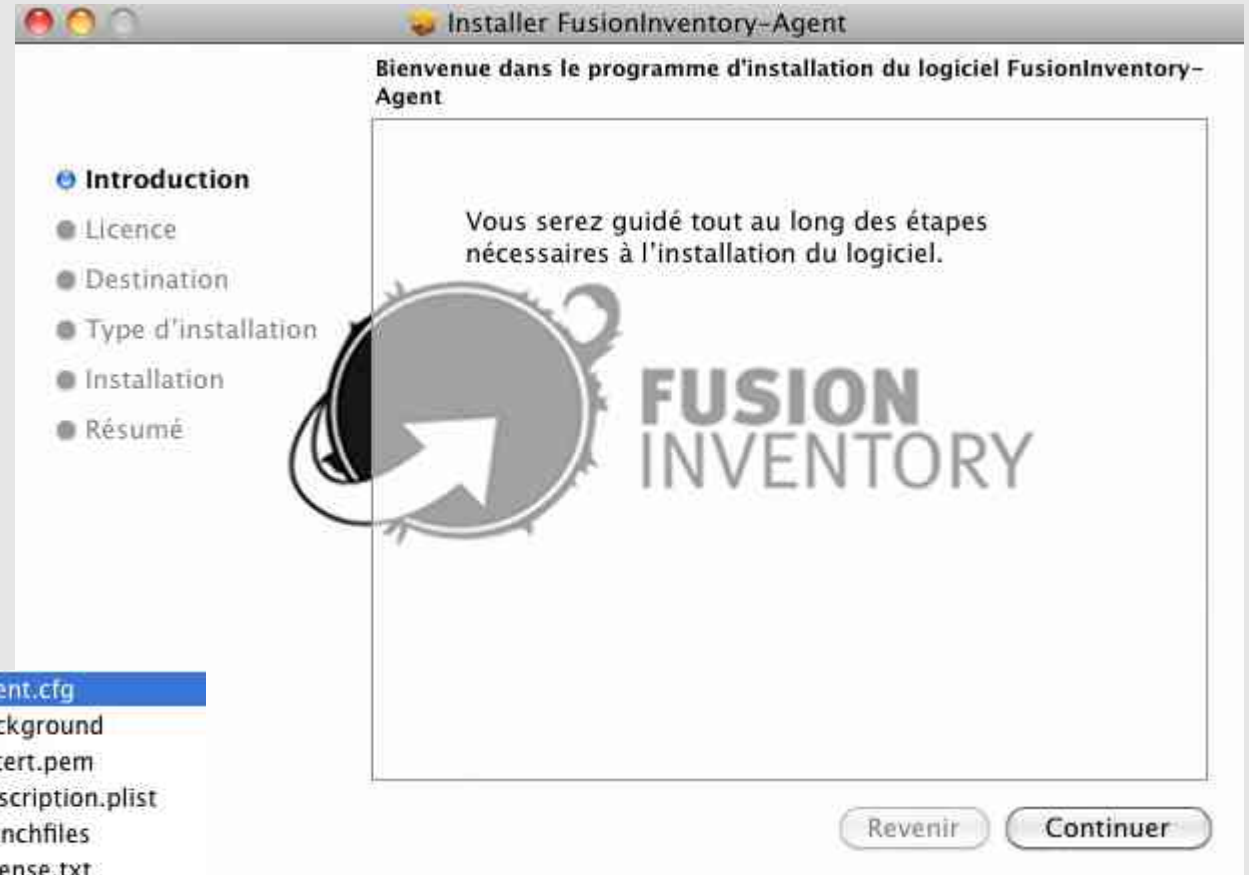 Installer FusionInventory-Agent
Bienvenue dans le programme d'installation du logiciel FusionInventory-
Agent
Introduction
Licence
Destination
Type d'installation
Installation
Résumé
Vous serez guidé tout au long des étapes
nécessaires à l'installation du logiciel.
FUSION
INVENTORY
Revenir
Continuer
ent.cfg
ckground
cert.pem
scription.plist
nchfiles
ense.txt